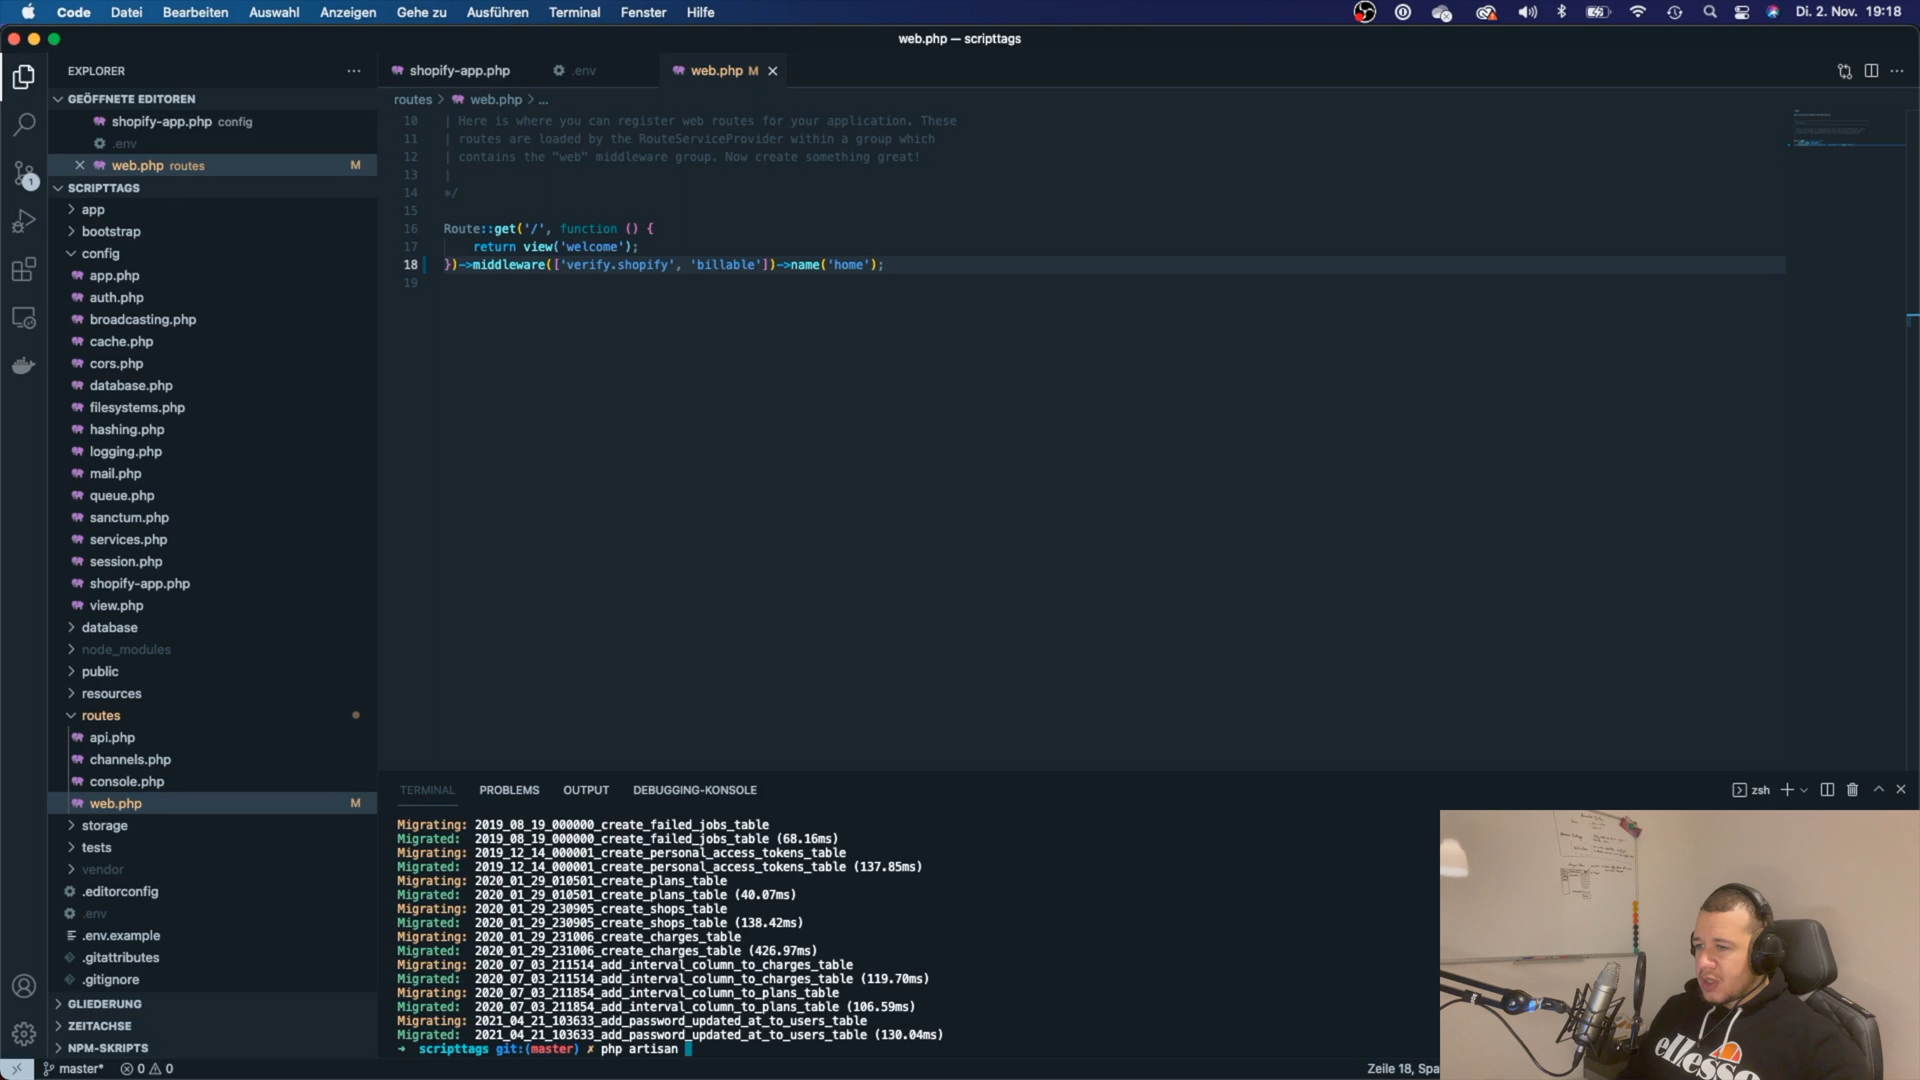 Code Datei Bearbeiten Auswahl Anzeigen Gehe zu Ausführen Terminal Fenster Hilfe
Di. 2. Nov. 19:18
web.php — scripttags
EXPLORER
GEÖFFNETE EDITOREN
shopify-app.php config
.env
web.php routes M
SCRIPTTAGS
app
bootstrap
config
app.php
auth.php
broadcasting.php
cache.php
cors.php
database.php
filesystems.php
hashing.php
logging.php
mail.php
queue.php
sanctum.php
services.php
session.php
shopify-app.php
view.php
database
node_modules
public
resources
routes
api.php
channels.php
console.php
web.php M
storage
tests
vendor
.editorconfig
.env
.env.example
.gitattributes
.gitignore
GLIEDERUNG
ZEITACHSE
NPM-SKRIPTS
1
shopify-app.php .env web.php M
routes > web.php > ...
10 | Here is where you can register web routes for your application. These
11 | routes are loaded by the RouteServiceProvider within a group which
12 | contains the "web" middleware group. Now create something great!
13 |
14 */
15
16 Route::get('/', function () {
17 return view('welcome');
18 })->middleware(['verify.shopify', 'billable'])->name('home');
19
TERMINAL PROBLEMS OUTPUT DEBUGGING-KONSOLE
zsh
Migrating: 2019_08_19_000000_create_failed_jobs_table
Migrated: 2019_08_19_000000_create_failed_jobs_table (68.16ms)
Migrating: 2019_12_14_000001_create_personal_access_tokens_table
Migrated: 2019_12_14_000001_create_personal_access_tokens_table (137.85ms)
Migrating: 2020_01_29_010501_create_plans_table
Migrated: 2020_01_29_010501_create_plans_table (40.07ms)
Migrating: 2020_01_29_230905_create_shops_table
Migrated: 2020_01_29_230905_create_shops_table (138.42ms)
Migrating: 2020_01_29_231006_create_charges_table
Migrated: 2020_01_29_231006_create_charges_table (426.97ms)
Migrating: 2020_07_03_211514_add_interval_column_to_charges_table
Migrated: 2020_07_03_211514_add_interval_column_to_charges_table (119.70ms)
Migrating: 2020_07_03_211854_add_interval_column_to_plans_table
Migrated: 2020_07_03_211854_add_interval_column_to_plans_table (106.59ms)
Migrating: 2021_04_21_103633_add_password_updated_at_to_users_table
Migrated: 2021_04_21_103633_add_password_updated_at_to_users_table (130.04ms)
→ scripttags git:(master) ✗ php artisan
master* 0 0
Zeile 18, Spa
ellesse